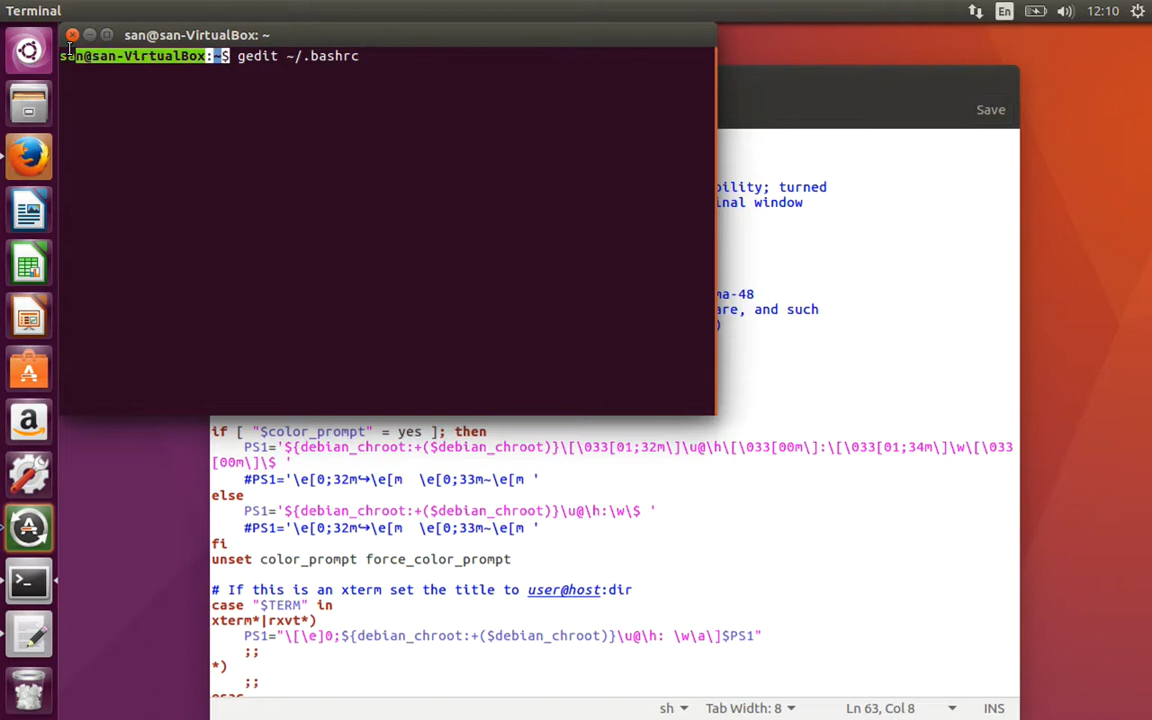 Terminal
En
12:10
san@san-VirtualBox: ~
san@san-VirtualBox:~$ gedit ~/.bashrc
Save
bility; turned
inal window
ma-48
are, and such
)
if [ "$color_prompt" = yes ]; then
PS1='${debian_chroot:+($debian_chroot)}\[\033[01;32m\]\u@\h\[\033[00m\]:\[\033[01;34m\]\w\[\033
[00m\]\$ '
#PS1='\e[0;32m↪\e[m  \e[0;33m~\e[m '
else
PS1='${debian_chroot:+($debian_chroot)}\u@\h:\w\$ '
#PS1='\e[0;32m↪\e[m  \e[0;33m~\e[m '
fi
unset color_prompt force_color_prompt
# If this is an xterm set the title to user@host:dir
case "$TERM" in
xterm*|rxvt*)
PS1="\[\e]0;${debian_chroot:+($debian_chroot)}\u@\h: \w\a\]$PS1"
;;
*)
;;
sh
Tab Width: 8
Ln 63, Col 8
INS